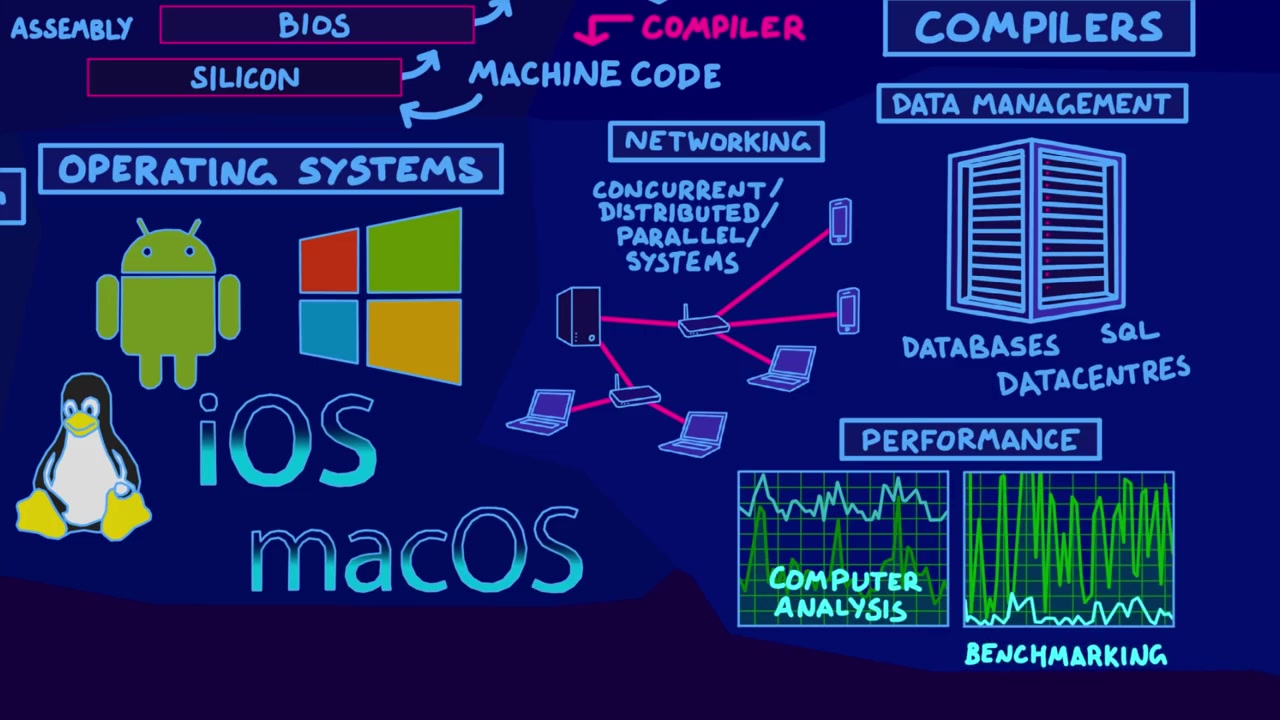 ASSEMBLY
BIOS
COMPILER
COMPILERS
SILICON
MACHINE CODE
DATA MANAGEMENT
NETWORKING
OPERATING SYSTEMS
CONCURRENT/
DISTRIBUTED/
PARALLEL/
SYSTEMS
DATABASES
SQL
DATACENTRES
iOS
macOS
PERFORMANCE
COMPUTER
ANALYSIS
BENCHMARKING